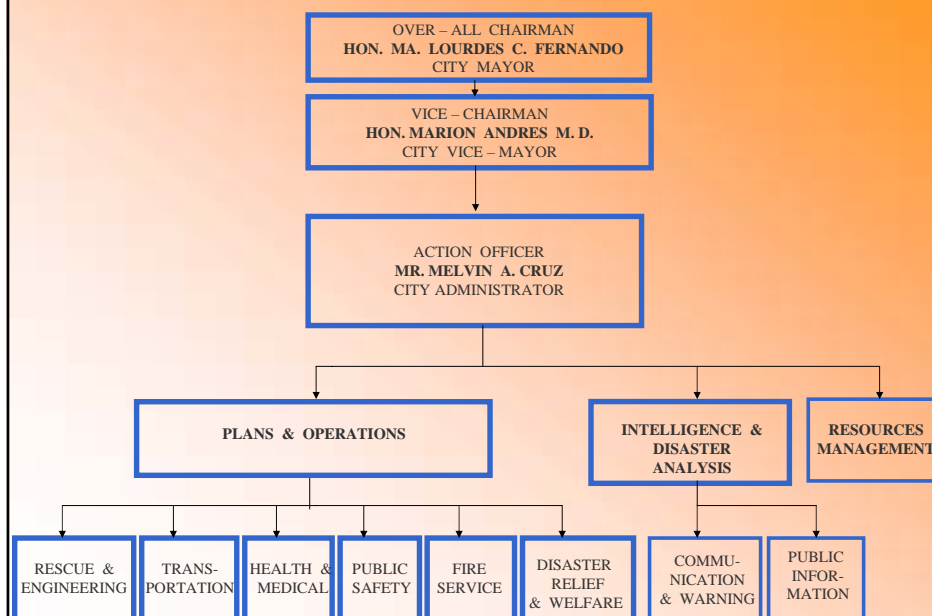 OVER – ALL CHAIRMAN
HON. MA. LOURDES C. FERNANDO
CITY MAYOR
VICE – CHAIRMAN
HON. MARION ANDRES M. D.
CITY VICE – MAYOR
ACTION OFFICER
MR. MELVIN A. CRUZ
CITY ADMINISTRATOR
PLANS & OPERATIONS
INTELLIGENCE &
DISASTER
ANALYSIS
RESOURCES
MANAGEMENT
RESCUE &
ENGINEERING
TRANS-
PORTATION
HEALTH &
MEDICAL
PUBLIC
SAFETY
FIRE
SERVICE
DISASTER
RELIEF
& WELFARE
COMMU-
NICATION
& WARNING
PUBLIC
INFOR-
MATION